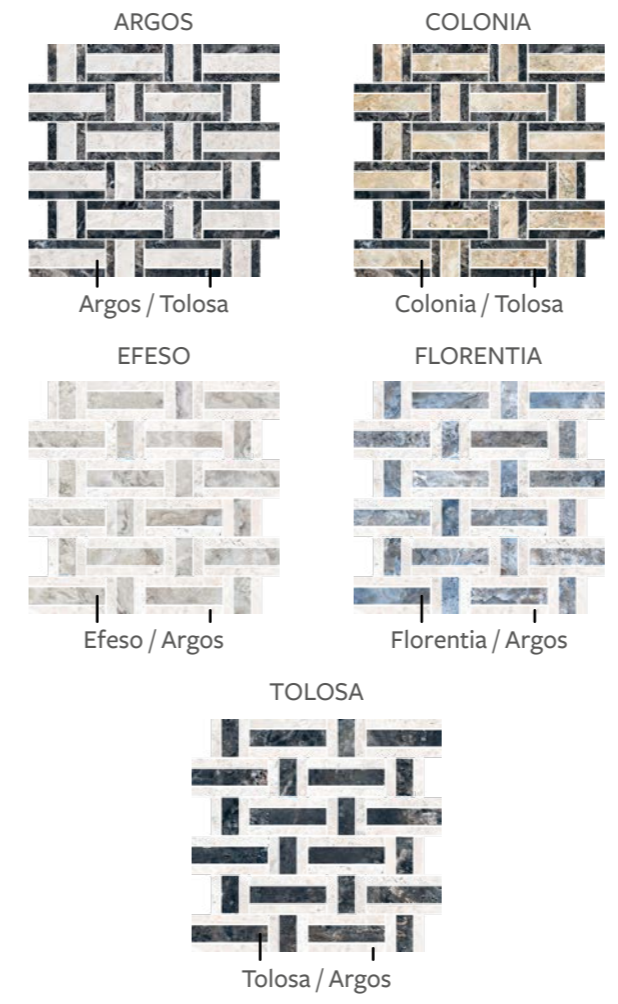 ARGOS
COLONIA
Argos / Tolosa
Colonia / Tolosa
EFESO
FLORENTIA
Efeso / Argos
Florentia / Argos
TOLOSA
Tolosa / Argos